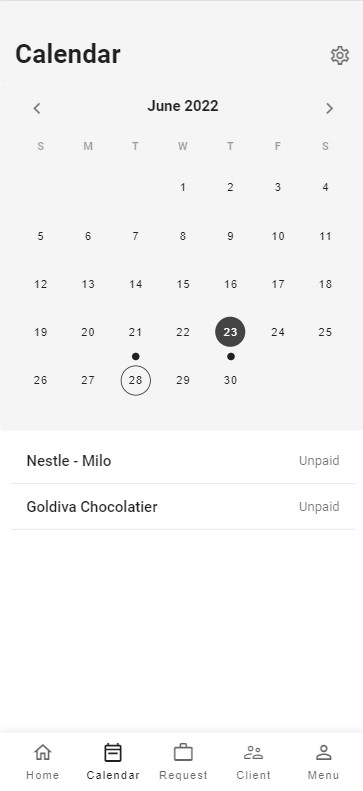 Calendar
June 2022
S M T W T F S
1 2 3 4
5 6 7 8 9 10 11
12 13 14 15 16 17 18
19 20 21 22 23 24 25
26 27 28 29 30
Nestle - Milo Unpaid
Goldiva Chocolatier Unpaid
Home Calendar Request Client Menu